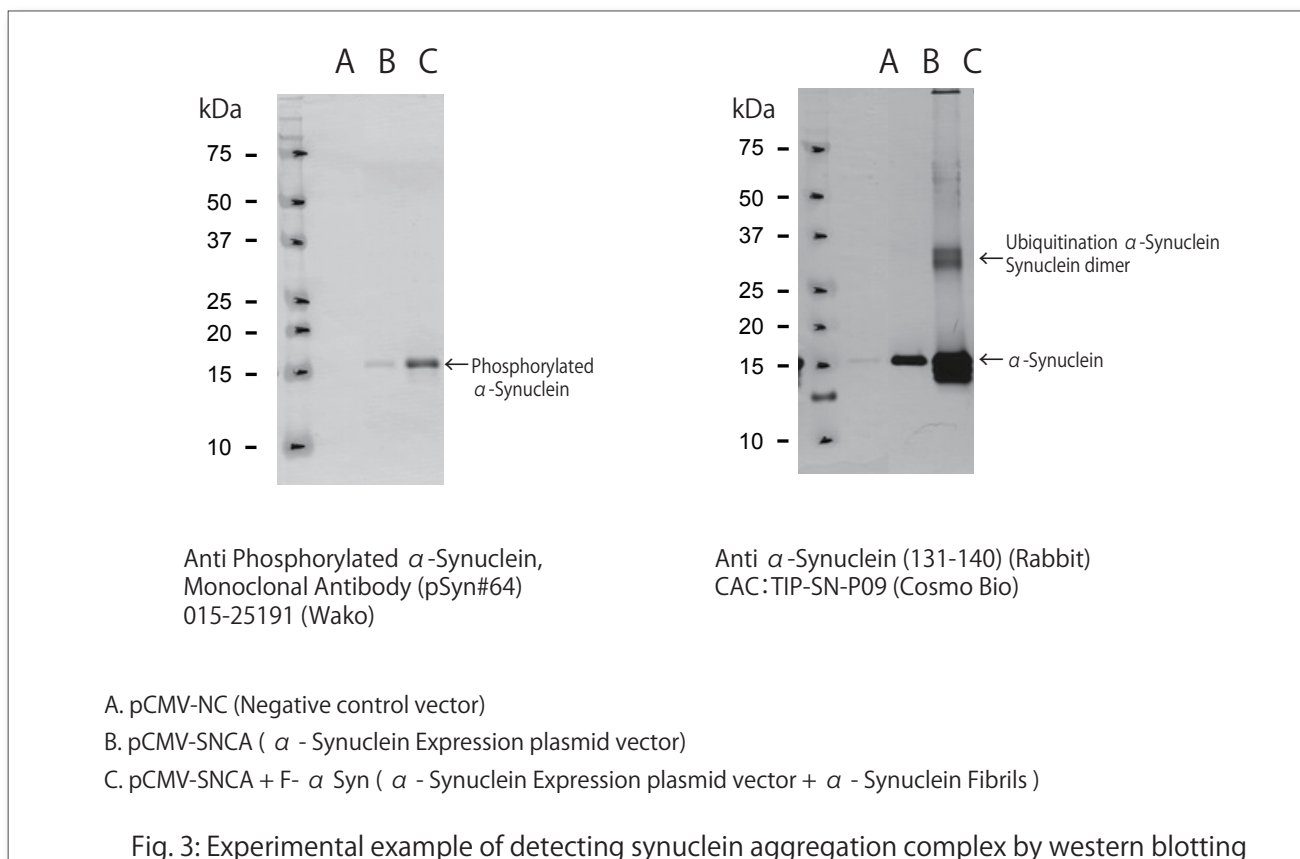 A B C
kDa
75
50
37
25
20
15
10
←Phosphorylated
α-Synuclein
A B C
kDa
75
50
37
25
20
15
10
←Ubiquitination α-Synuclein
Synuclein dimer
←α-Synuclein
Anti Phosphorylated α-Synuclein,
Monoclonal Antibody (pSyn#64)
015-25191 (Wako)
Anti α-Synuclein (131-140) (Rabbit)
CAC:TIP-SN-P09 (Cosmo Bio)
A. pCMV-NC (Negative control vector)
B. pCMV-SNCA ( α - Synuclein Expression plasmid vector)
C. pCMV-SNCA + F- α Syn ( α - Synuclein Expression plasmid vector + α - Synuclein Fibrils )
Fig. 3: Experimental example of detecting synuclein aggregation complex by western blotting